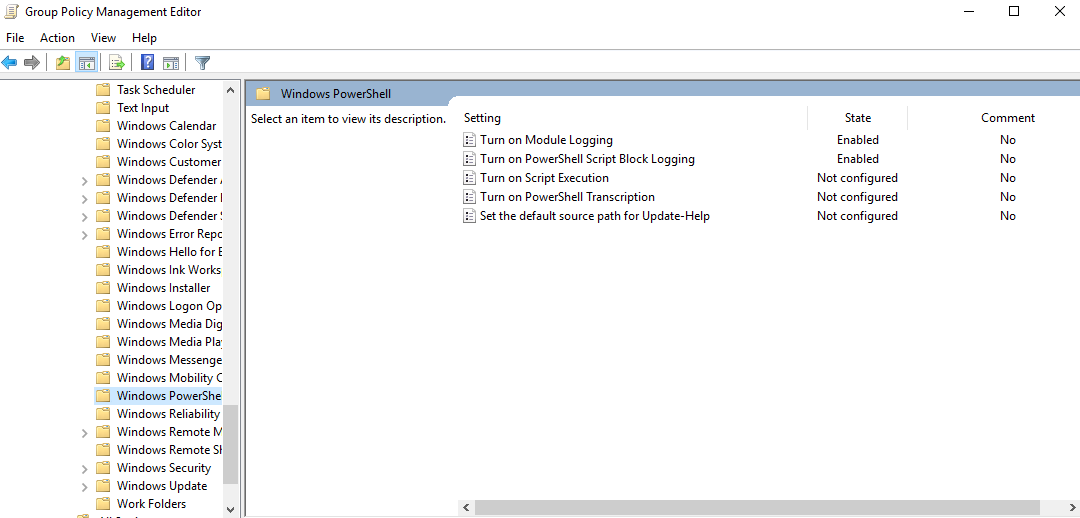 Group Policy Management Editor
File Action View Help
Task Scheduler
Text Input
Windows Calendar
Windows Color Syst
Windows Customer
Windows Defender
Windows Defender
Windows Defender
Windows Error Repo
Windows Hello for
Windows Ink Works
Windows Installer
Windows Logon Op
Windows Media Dig
Windows Media Pla
Windows Messenge
Windows Mobility C
Windows PowerShe
Windows Reliability
Windows Remote M
Windows Remote Sh
Windows Security
Windows Update
Work Folders
Windows PowerShell
Select an item to view its description.
Setting State Comment
Turn on Module Logging Enabled No
Turn on PowerShell Script Block Logging Enabled No
Turn on Script Execution Not configured No
Turn on PowerShell Transcription Not configured No
Set the default source path for Update-Help Not configured No